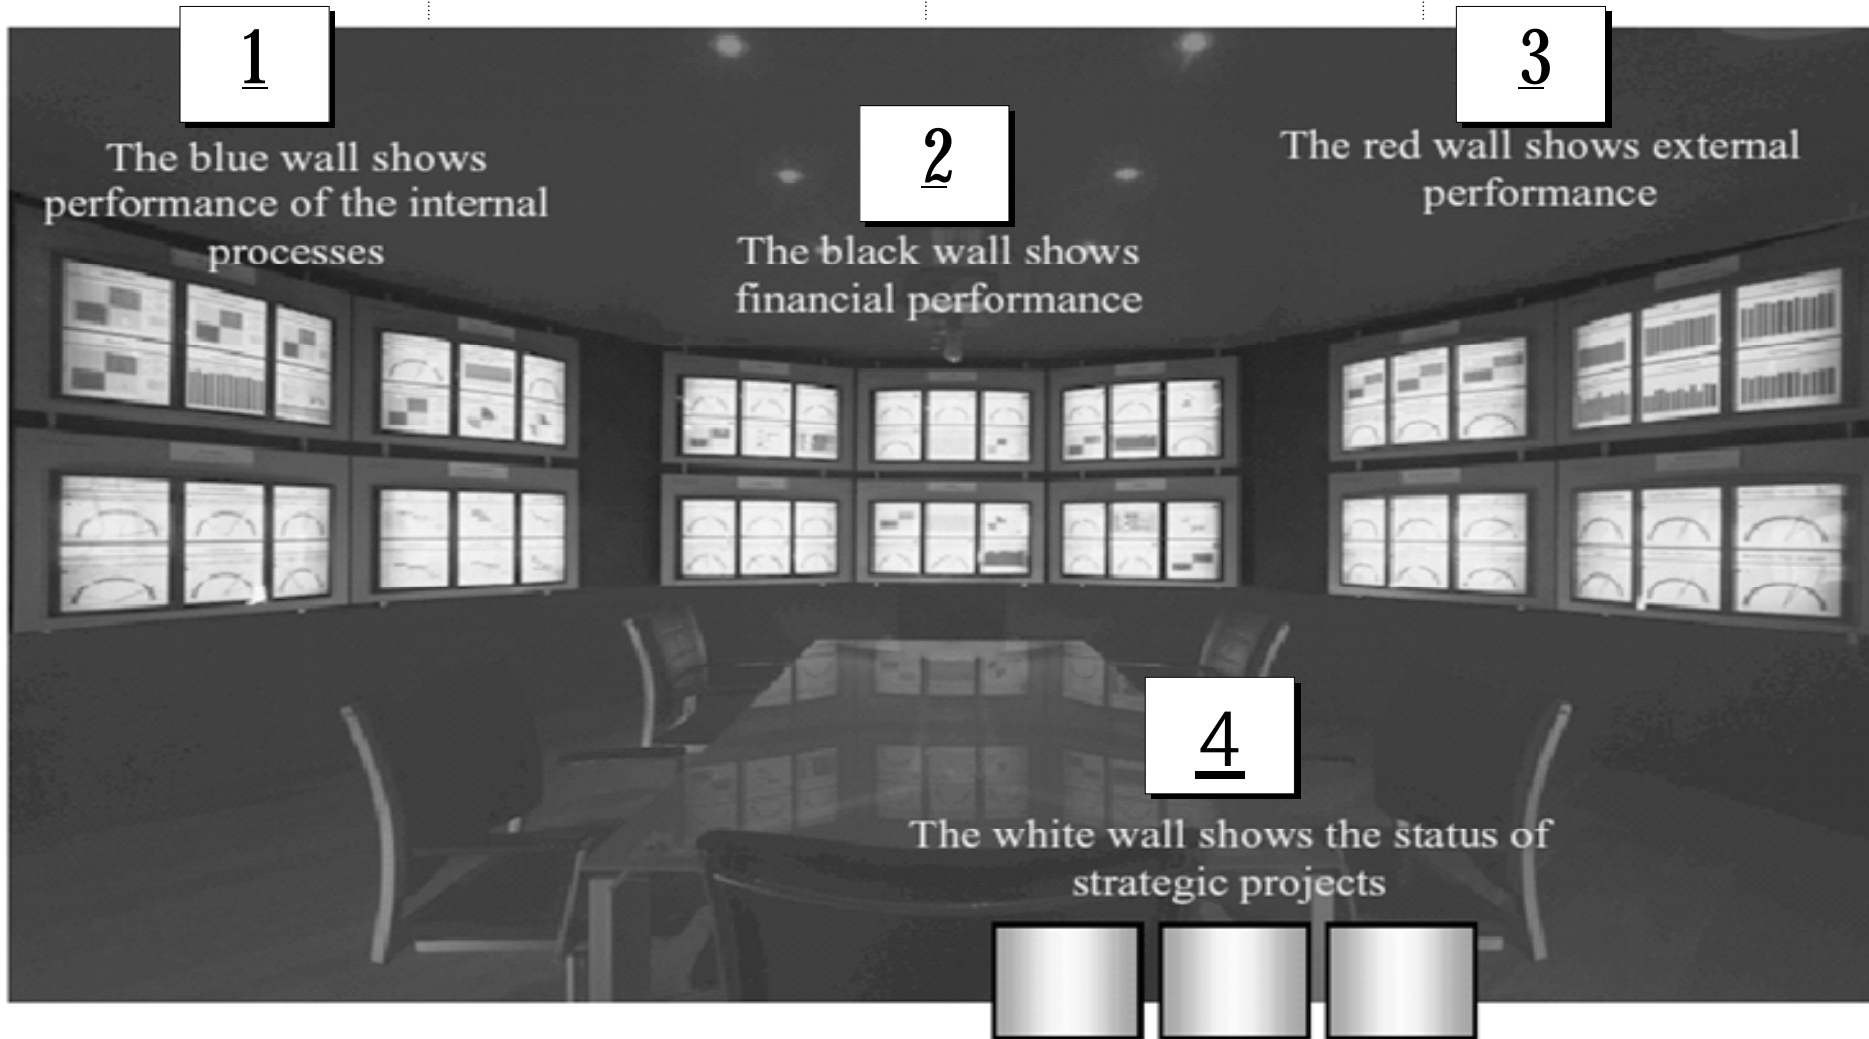 1
The blue wall shows
performance of the internal
processes
2
The black wall shows
financial performance
3
The red wall shows external
performance
4
The white wall shows the status of
strategic projects